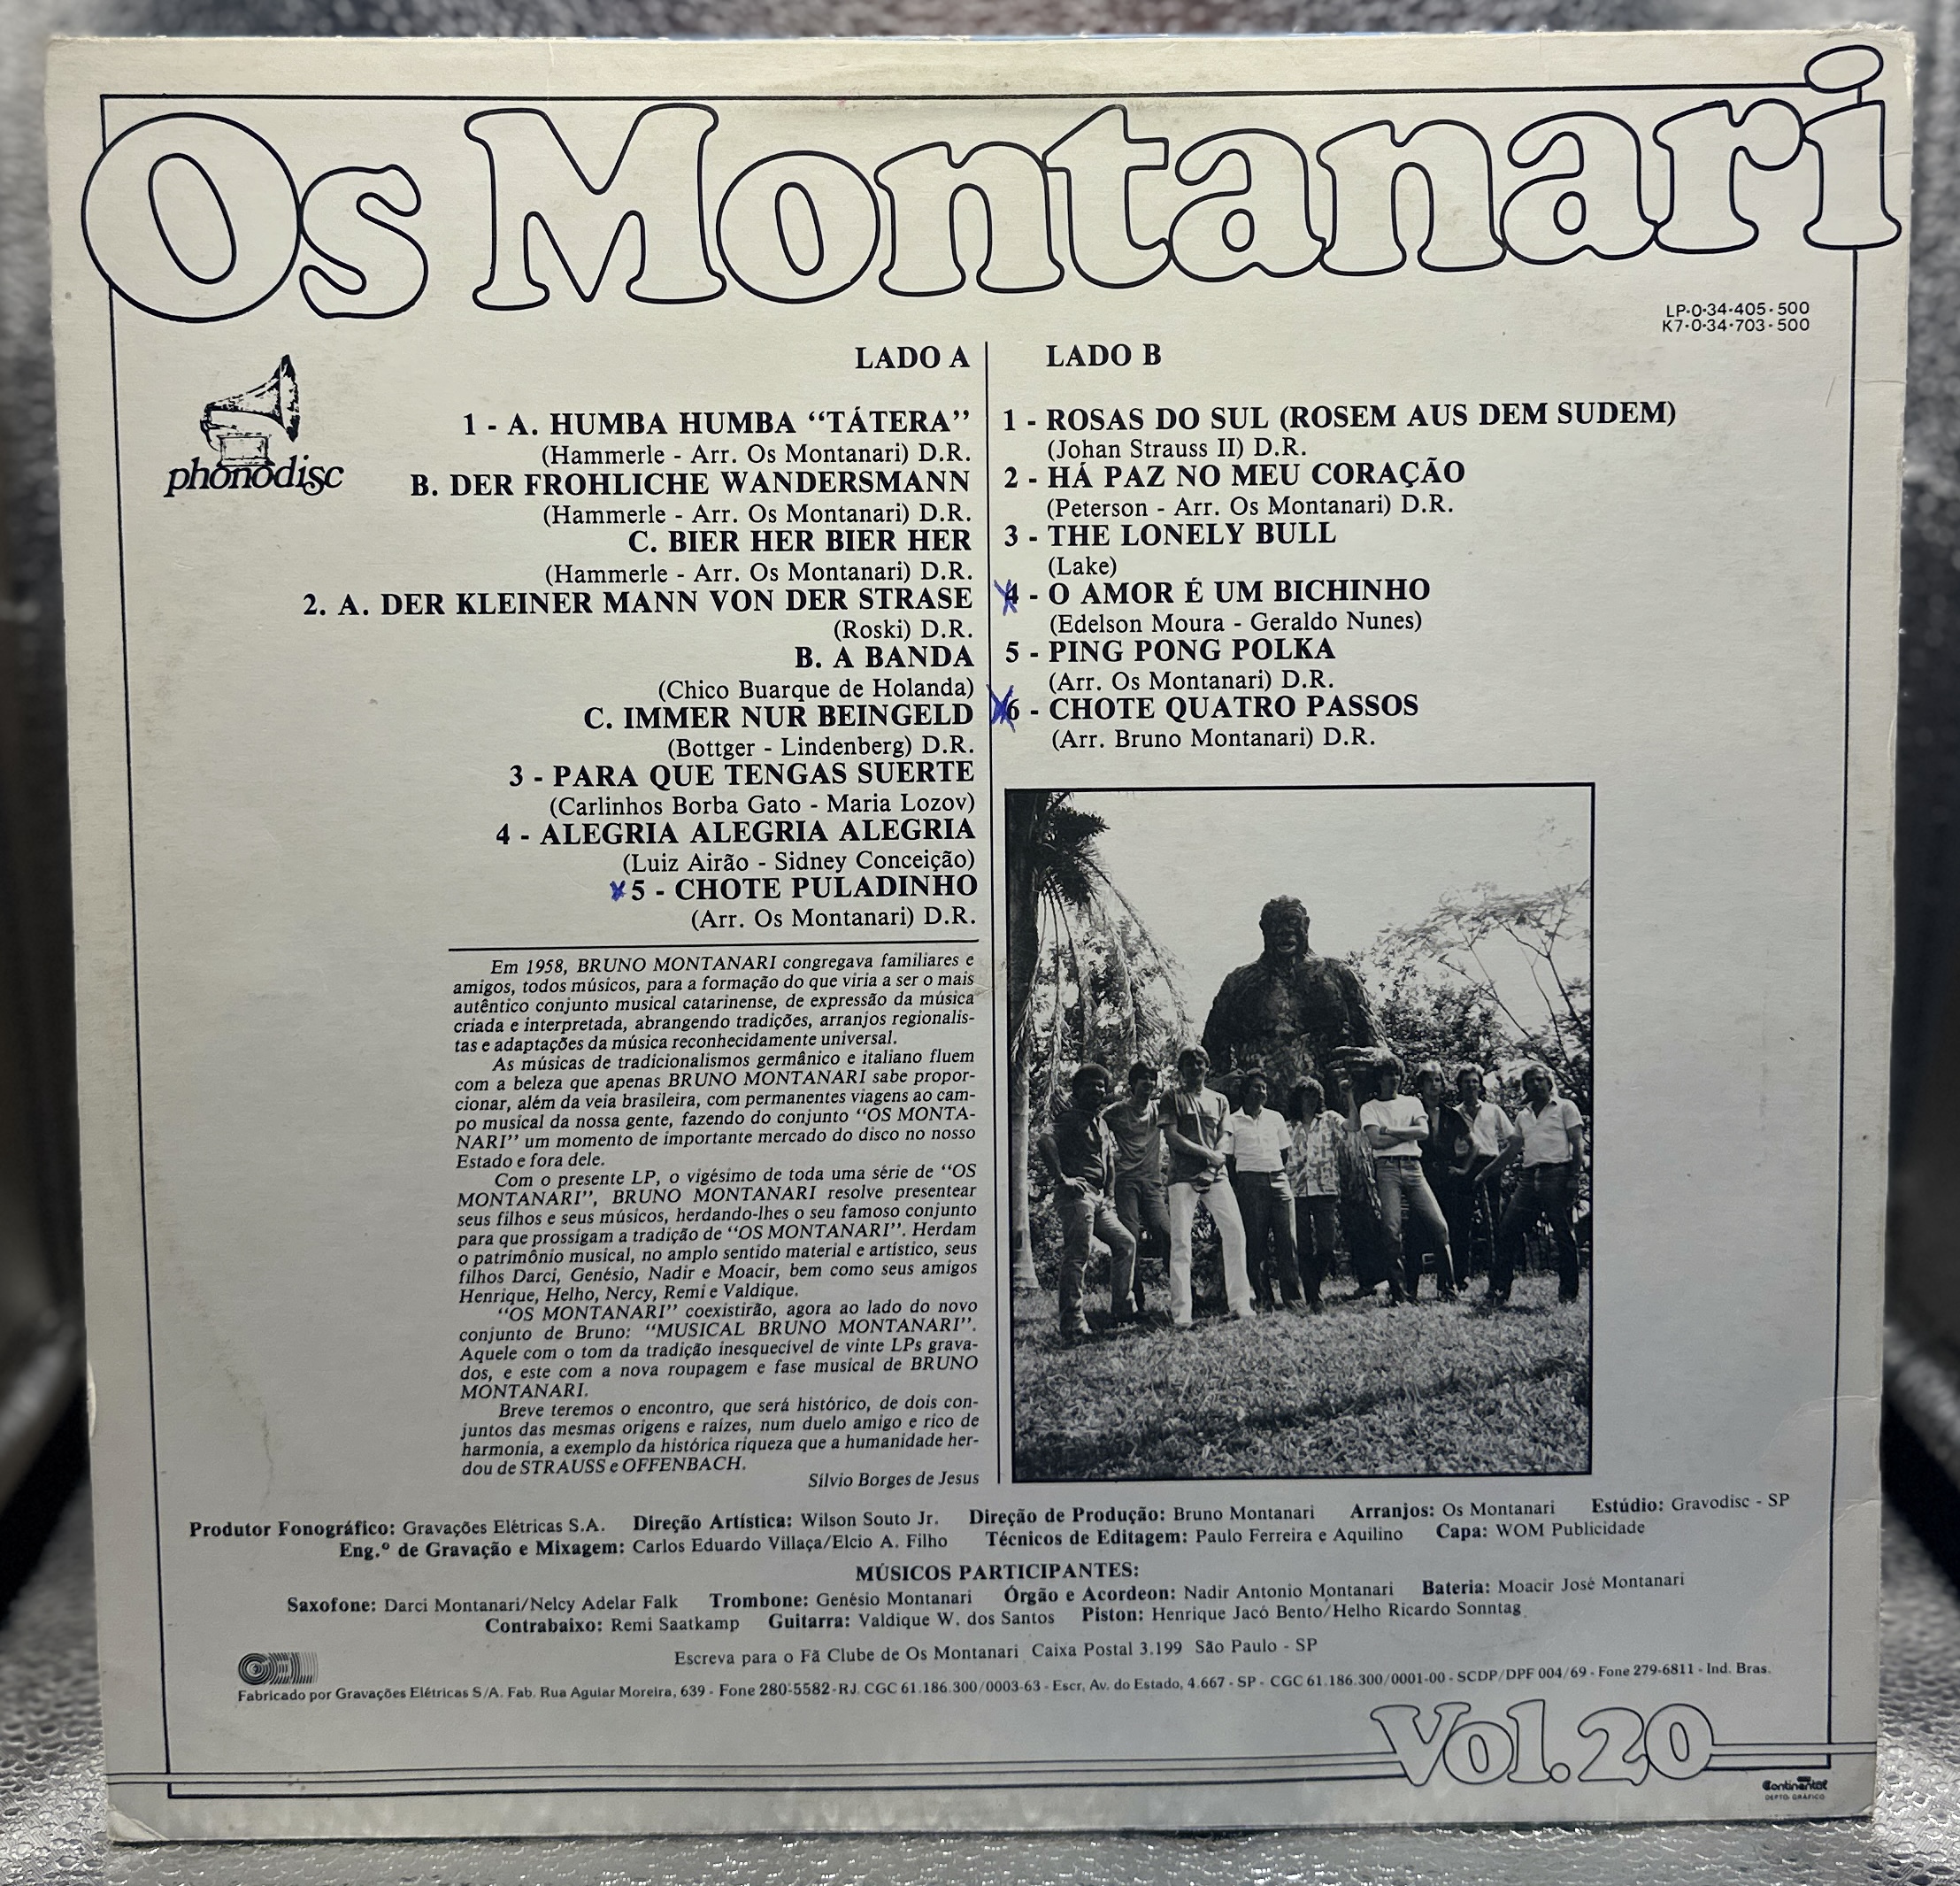 Os Montanari
LP-0-34-405-500
K7-0-34-703-500
phonodisc
LADO A
1 - A. HUMBA HUMBA “TÁTERA”
(Hammerle - Arr. Os Montanari) D.R.
B. DER FROHLICHE WANDERSMANN
(Hammerle - Arr. Os Montanari) D.R.
C. BIER HER BIER HER
(Hammerle - Arr. Os Montanari) D.R.
2. A. DER KLEINER MANN VON DER STRASE
(Roski) D.R.
B. A BANDA
(Chico Buarque de Holanda)
C. IMMER NUR BEINGELD
(Bottger - Lindenberg) D.R.
3 - PARA QUE TENGAS SUERTE
(Carlinhos Borba Gato - Maria Lozov)
4 - ALEGRIA ALEGRIA ALEGRIA
(Luiz Airão - Sidney Conceição)
5 - CHOTE PULADINHO
(Arr. Os Montanari) D.R.
LADO B
1 - ROSAS DO SUL (ROSEM AUS DEM SUDEM)
(Johan Strauss II) D.R.
2 - HÁ PAZ NO MEU CORAÇÃO
(Peterson - Arr. Os Montanari) D.R.
3 - THE LONELY BULL
(Lake)
4 - O AMOR É UM BICHINHO
(Edelson Moura - Geraldo Nunes)
5 - PING PONG POLKA
(Arr. Os Montanari) D.R.
6 - CHOTE QUATRO PASSOS
(Arr. Bruno Montanari) D.R.
Em 1958, BRUNO MONTANARI congregava familiares e
amigos, todos músicos, para a formação do que viria a ser o mais
autêntico conjunto musical catarinense, de expressão da música
criada e interpretada, abrangendo tradições, arranjos regionalis-
tas e adaptações da música reconhecidamente universal.
As músicas de tradicionalismos germânico e italiano fluem
com a beleza que apenas BRUNO MONTANARI sabe propor-
cionar, além da veia brasileira, com permanentes viagens ao cam-
po musical da nossa gente, fazendo do conjunto “OS MONTA-
NARI” um momento de importante mercado do disco no nosso
Estado e fora dele.
Com o presente LP, o vigésimo de toda uma série de “OS
MONTANARI”, BRUNO MONTANARI resolve presentear
seus filhos e seus músicos, herdando-lhes o seu famoso conjunto
para que prossigam a tradição de “OS MONTANARI”. Herdam
o patrimônio musical, no amplo sentido material e artístico, seus
filhos Darci, Genésio, Nadir e Moacir, bem como seus amigos
Henrique, Helho, Nercy, Remi e Valdique.
“OS MONTANARI” coexistirão, agora ao lado do novo
conjunto de Bruno: “MUSICAL BRUNO MONTANARI”.
Aquele com o tom da tradição inesquecível de vinte LPs grava-
dos, e este com a nova roupagem e fase musical de BRUNO
MONTANARI.
Breve teremos o encontro, que será histórico, de dois con-
juntos das mesmas origens e raízes, num duelo amigo e rico de
harmonia, a exemplo da histórica riqueza que a humanidade her-
dou de STRAUSS e OFFENBACH.
Sílvio Borges de Jesus
Produtor Fonográfico: Gravações Elétricas S.A. Direção Artística: Wilson Souto Jr. Direção de Produção: Bruno Montanari Arranjos: Os Montanari Estúdio: Gravodisc - SP
Eng.º de Gravação e Mixagem: Carlos Eduardo Villaça/Elcio A. Filho Técnicos de Editagem: Paulo Ferreira e Aquilino Capa: WOM Publicidade
MÚSICOS PARTICIPANTES:
Saxofone: Darci Montanari/Nelcy Adelar Falk Trombone: Genésio Montanari Órgão e Acordeon: Nadir Antonio Montanari Bateria: Moacir José Montanari
Contrabaixo: Remi Saatkamp Guitarra: Valdique W. dos Santos Piston: Henrique Jacó Bento/Helho Ricardo Sonntag
Escreva para o Fã Clube de Os Montanari Caixa Postal 3.199 São Paulo - SP
GEL
Fabricado por Gravações Elétricas S/A. Fab. Rua Aguiar Moreira, 639 - Fone 280-5582 - RJ. CGC 61.186.300/0003-63 - Escr, Av. do Estado, 4.667 - SP - CGC 61.186.300/0001-00 - SCDP/DPF 004/69 - Fone 279-6811 - Ind. Bras.
Vol. 20
Continental
DEPTO. GRÁFICO